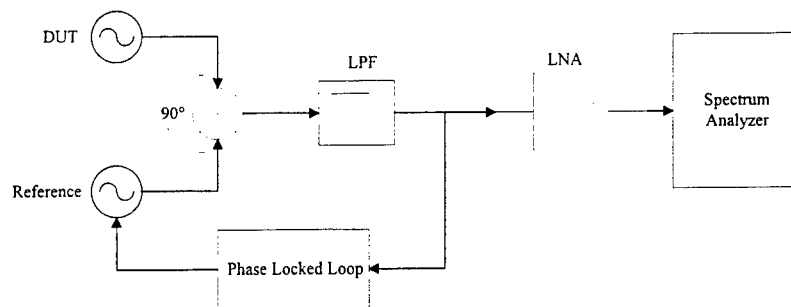 DUT
LPF
LNA
90°
Spectrum
Analyzer
Reference
Phase Locked Loop